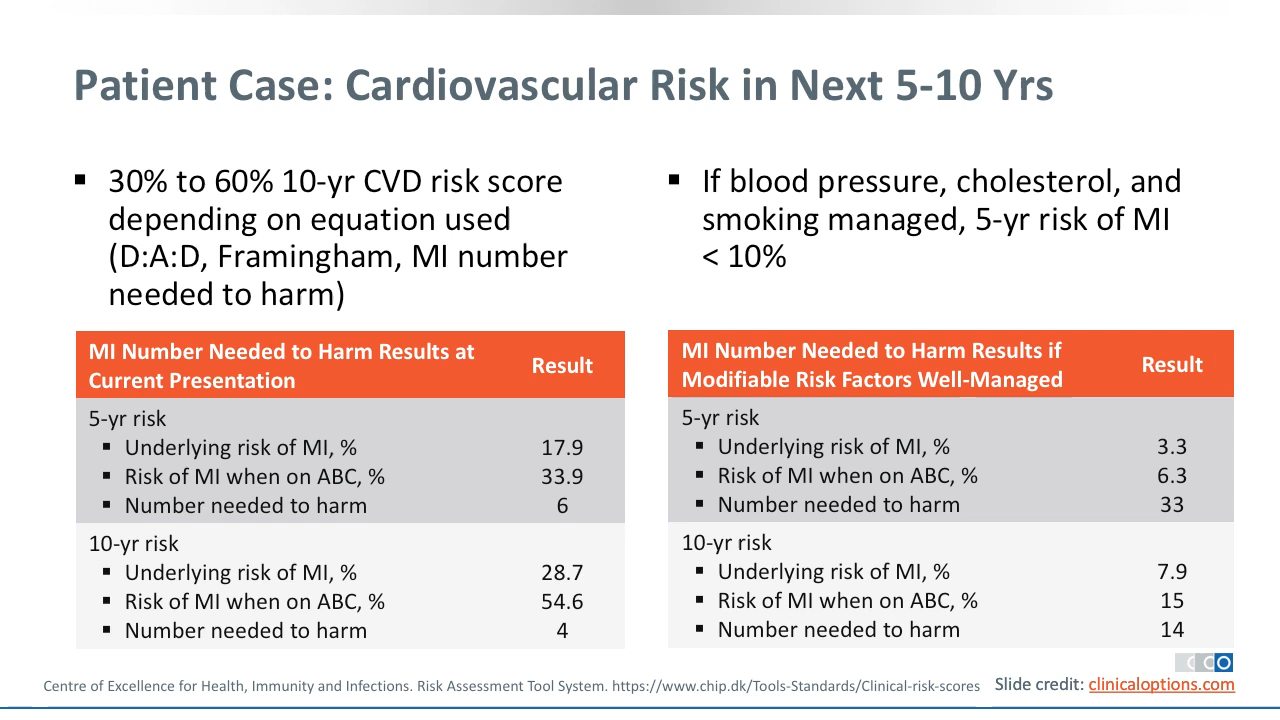 Patient Case: Cardiovascular Risk in Next 5-10 Yrs
▪ 30% to 60% 10-yr CVD risk score
depending on equation used
(D:A:D, Framingham, MI number
needed to harm)
▪ If blood pressure, cholesterol, and
smoking managed, 5-yr risk of MI
< 10%
MI Number Needed to Harm Results at
Current Presentation
Result
5-yr risk
▪ Underlying risk of MI, % 17.9
▪ Risk of MI when on ABC, % 33.9
▪ Number needed to harm 6
10-yr risk
▪ Underlying risk of MI, % 28.7
▪ Risk of MI when on ABC, % 54.6
▪ Number needed to harm 4
MI Number Needed to Harm Results if
Modifiable Risk Factors Well-Managed
Result
5-yr risk
▪ Underlying risk of MI, % 3.3
▪ Risk of MI when on ABC, % 6.3
▪ Number needed to harm 33
10-yr risk
▪ Underlying risk of MI, % 7.9
▪ Risk of MI when on ABC, % 15
▪ Number needed to harm 14
CCO
Centre of Excellence for Health, Immunity and Infections. Risk Assessment Tool System. https://www.chip.dk/Tools-Standards/Clinical-risk-scores
Slide credit: clinicaloptions.com